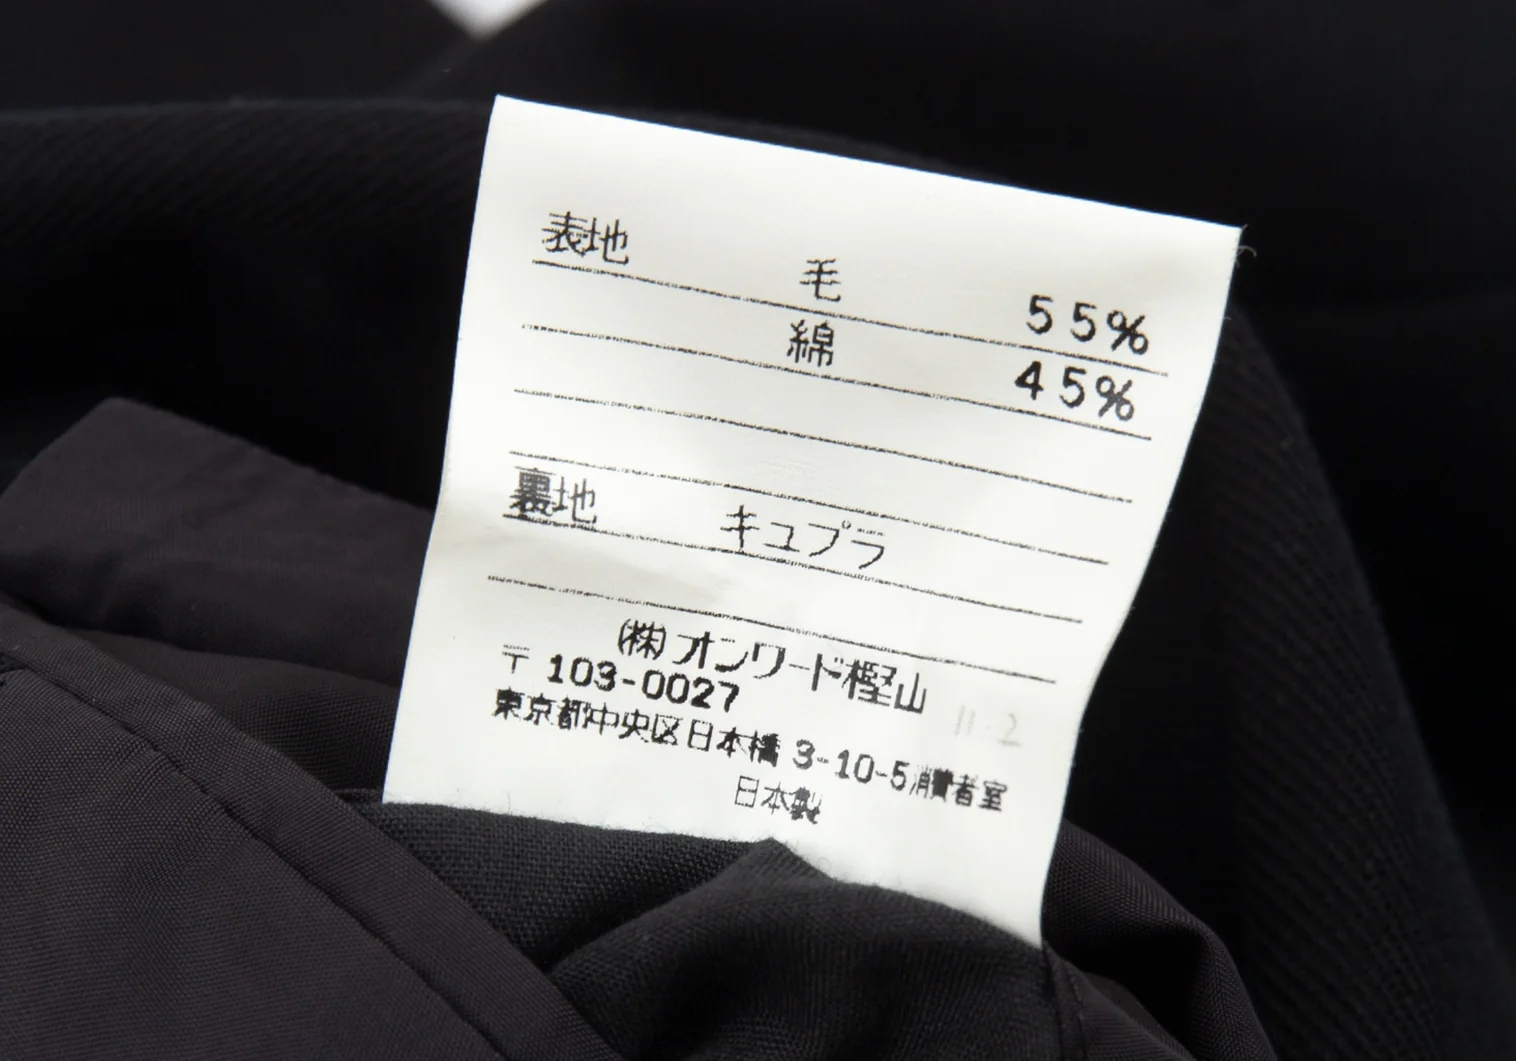 表地 毛 55%
綿 45%
裏地 キュプラ
(株)オンワード樫山
〒103-0027
東京都中央区日本橋3-10-5消費者室
日本製
11-2